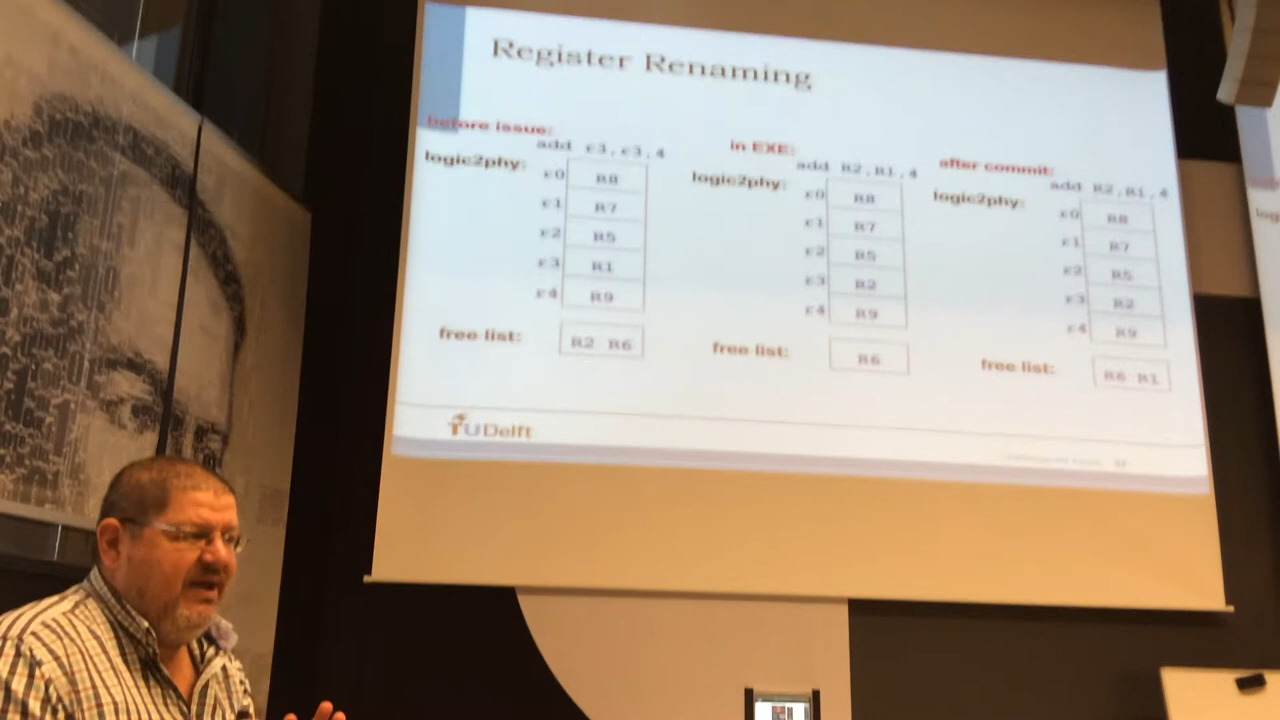 Register Renaming
before issue:
add r3,r3,4
logic2phy:
r0 R8
r1 R7
r2 R5
r3 R1
r4 R9
free list:
R2 R6
in EXE:
add R2,R1,4
logic2phy:
r0 R8
r1 R7
r2 R5
r3 R2
r4 R9
free list:
R6
after commit:
add R2,R1,4
logic2phy:
r0 R8
r1 R7
r2 R5
r3 R2
r4 R9
free list:
R6 R1
TU Delft